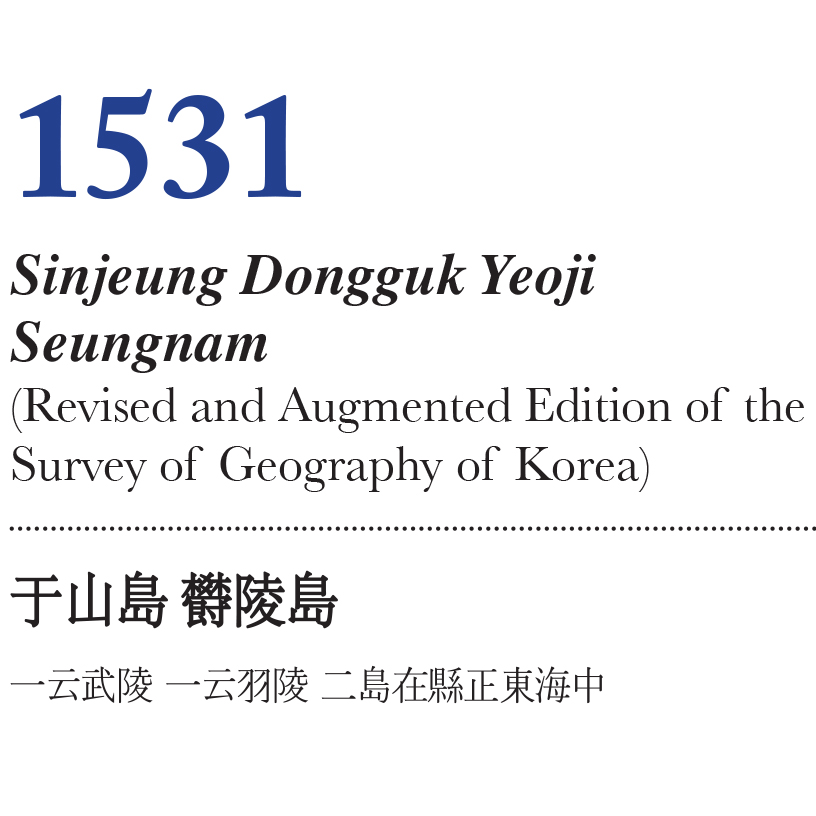 1531
Sinjeung Dongguk Yeoji
Seungnam
(Revised and Augmented Edition of the
Survey of Geography of Korea)
于山島 欝陵島
一云武陵 一云羽陵 二島在縣正東海中